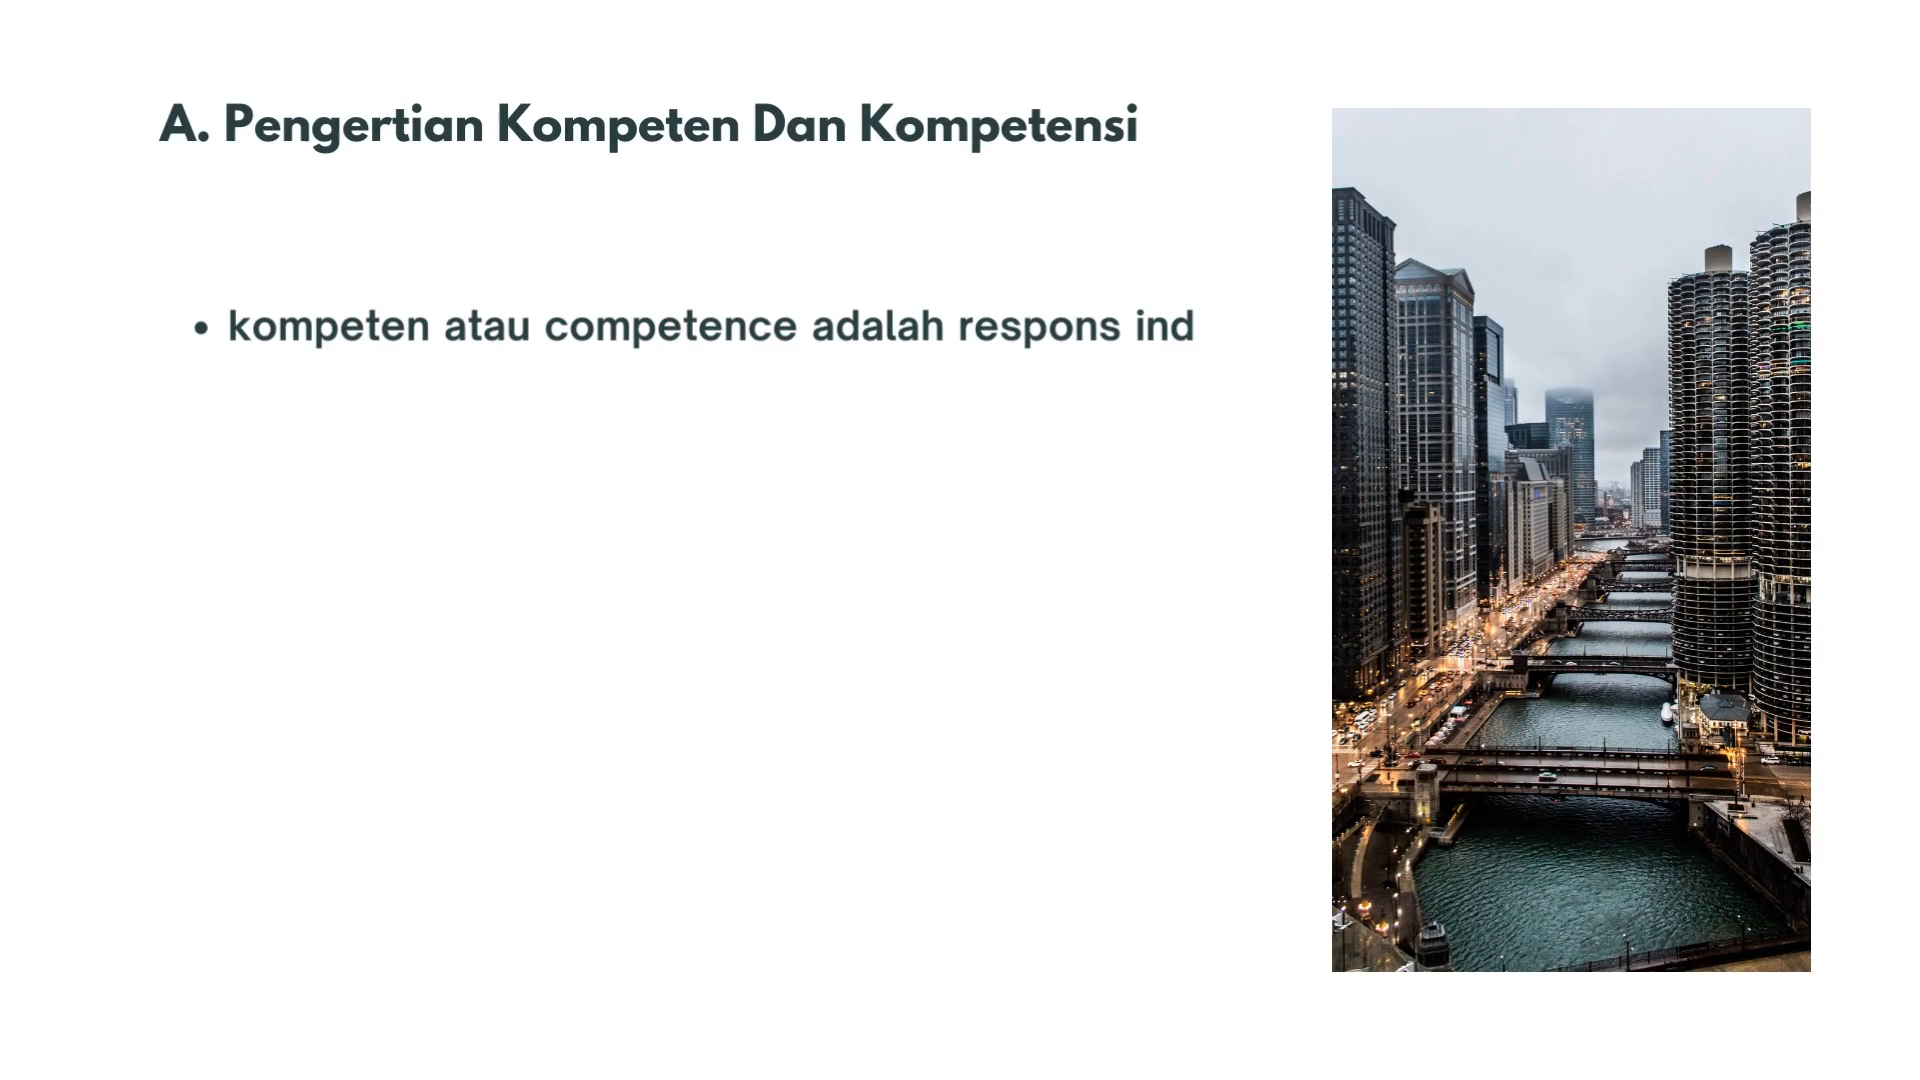 A. Pengertian Kompeten Dan Kompetensi
• kompeten atau competence adalah respons ind